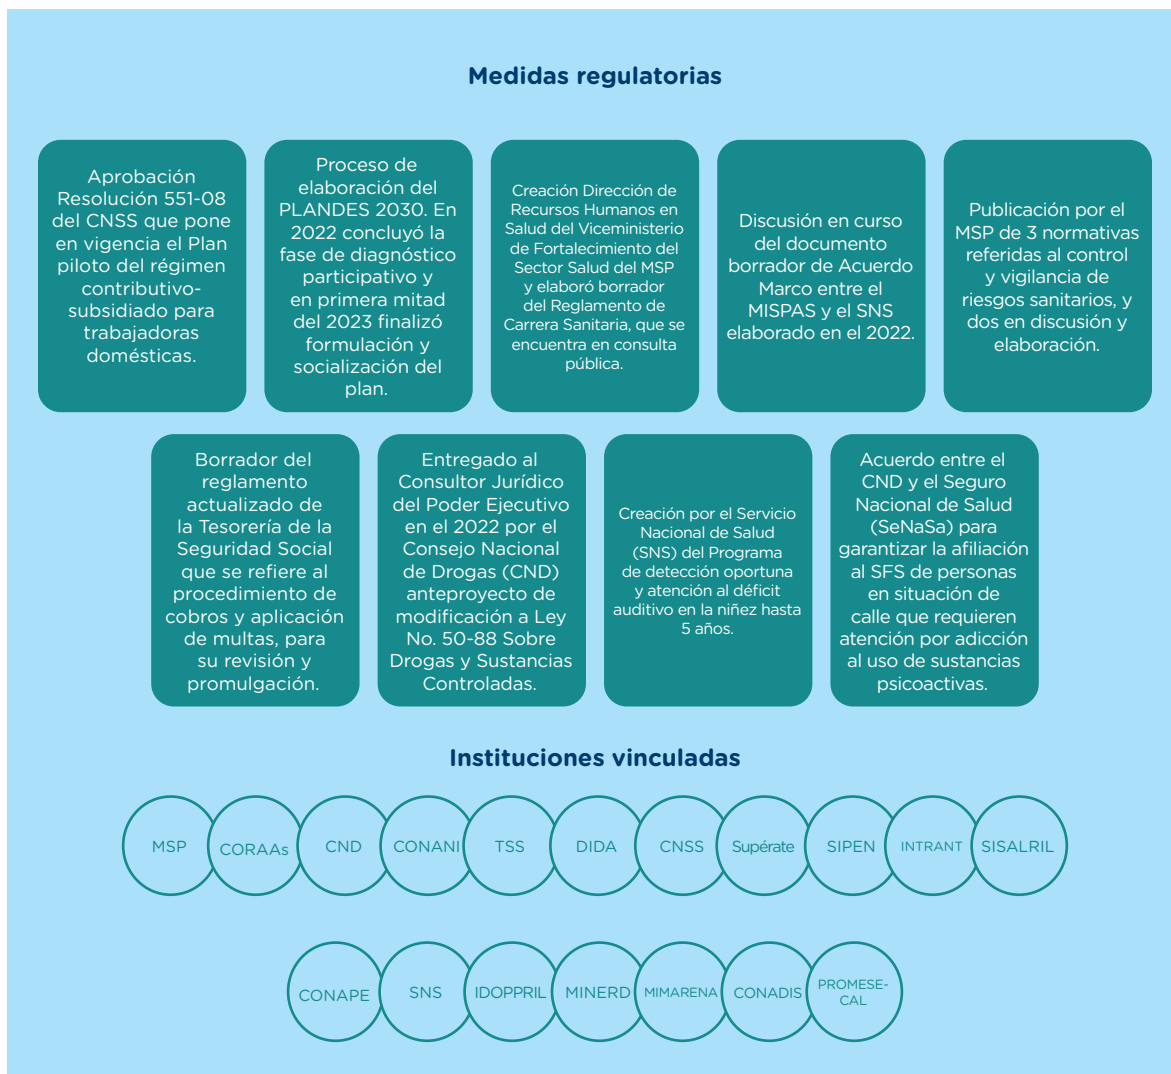 Medidas regulatorias
Aprobación
Resolución 551-08
del CNSS que pone
en vigencia el Plan
piloto del régimen
contributivo-
subsidiado para
trabajadoras
domésticas.
Proceso de
elaboración del
PLANDES 2030. En
2022 concluyó la
fase de diagnóstico
participativo y
en primera mitad
del 2023 finalizó
formulación y
socialización del
plan.
Creación Dirección de
Recursos Humanos en
Salud del Viceministerio
de Fortalecimiento del
Sector Salud del MSP
y elaboró borrador
del Reglamento de
Carrera Sanitaria, que se
encuentra en consulta
pública.
Discusión en curso
del documento
borrador de Acuerdo
Marco entre el
MISPAS y el SNS
elaborado en el 2022.
Publicación por el
MSP de 3 normativas
referidas al control
y vigilancia de
riesgos sanitarios, y
dos en discusión y
elaboración.
Borrador del
reglamento
actualizado de
la Tesorería de la
Seguridad Social
que se refiere al
procedimiento de
cobros y aplicación
de multas, para
su revisión y
promulgación.
Entregado al
Consultor Jurídico
del Poder Ejecutivo
en el 2022 por el
Consejo Nacional
de Drogas (CND)
anteproyecto de
modificación a Ley
No. 50-88 Sobre
Drogas y Sustancias
Controladas.
Creación por el Servicio
Nacional de Salud
(SNS) del Programa
de detección oportuna
y atención al déficit
auditivo en la niñez hasta
5 años.
Acuerdo entre el
CND y el Seguro
Nacional de Salud
(SeNaSa) para
garantizar la afiliación
al SFS de personas
en situación de
calle que requieren
atención por adicción
al uso de sustancias
psicoactivas.
Instituciones vinculadas
MSP
CORAAs
CND
CONANI
TSS
DIDA
CNSS
Supérate
SIPEN
INTRANT
SISALRIL
CONAPE
SNS
IDOPPRIL
MINERD
MIMARENA
CONADIS
PROMESE-
CAL